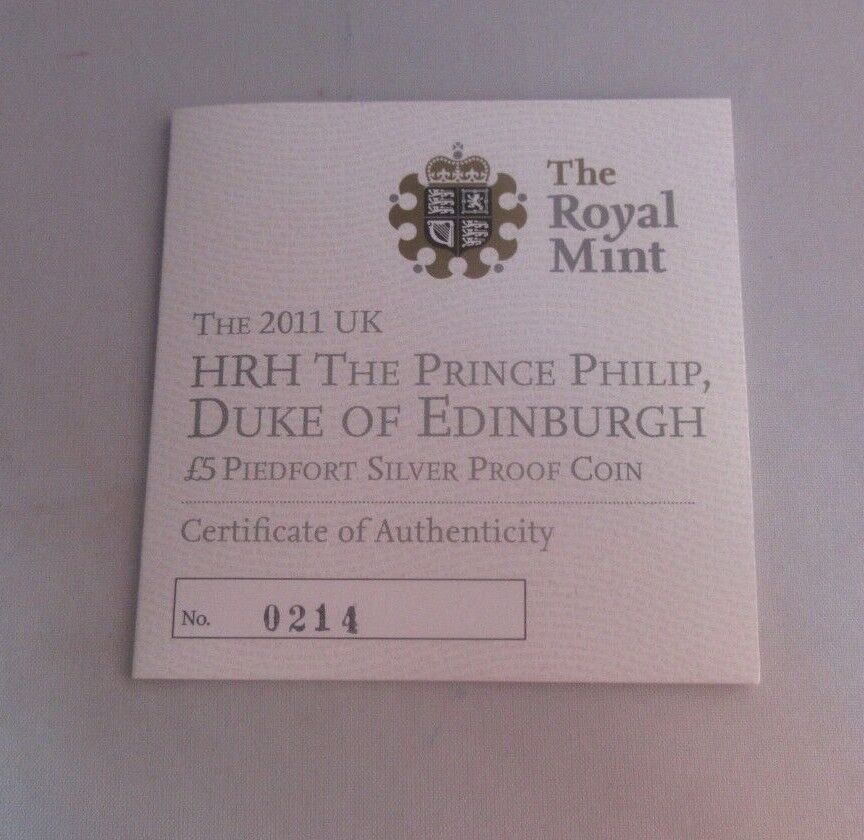 The
Royal
Mint
The 2011 UK
HRH The Prince Philip,
Duke of Edinburgh
£5 Piedfort Silver Proof Coin
Certificate of Authenticity
No. 0214